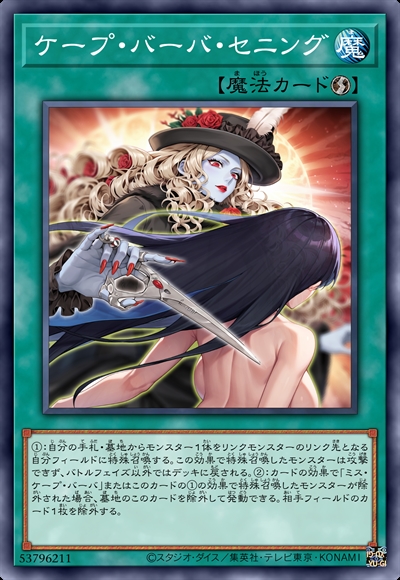 ケープ・バーバ・セニング 魔
【魔法カード】
①:自分の手札・墓地からモンスター1体をリンクモンスターのリンク先となる
自分フィールドに特殊召喚する。この効果で特殊召喚したモンスターは攻撃
できず、バトルフェイズ以外ではデッキに戻される。②:カードの効果で「ミス・
ケープ・バーバ」またはこのカードの①の効果で特殊召喚したモンスターが除
外された場合、墓地のこのカードを除外して発動できる。相手フィールドのカー
ド1枚を除外する。
53796211 ©スタジオ・ダイス/集英社・テレビ東京・KONAMI